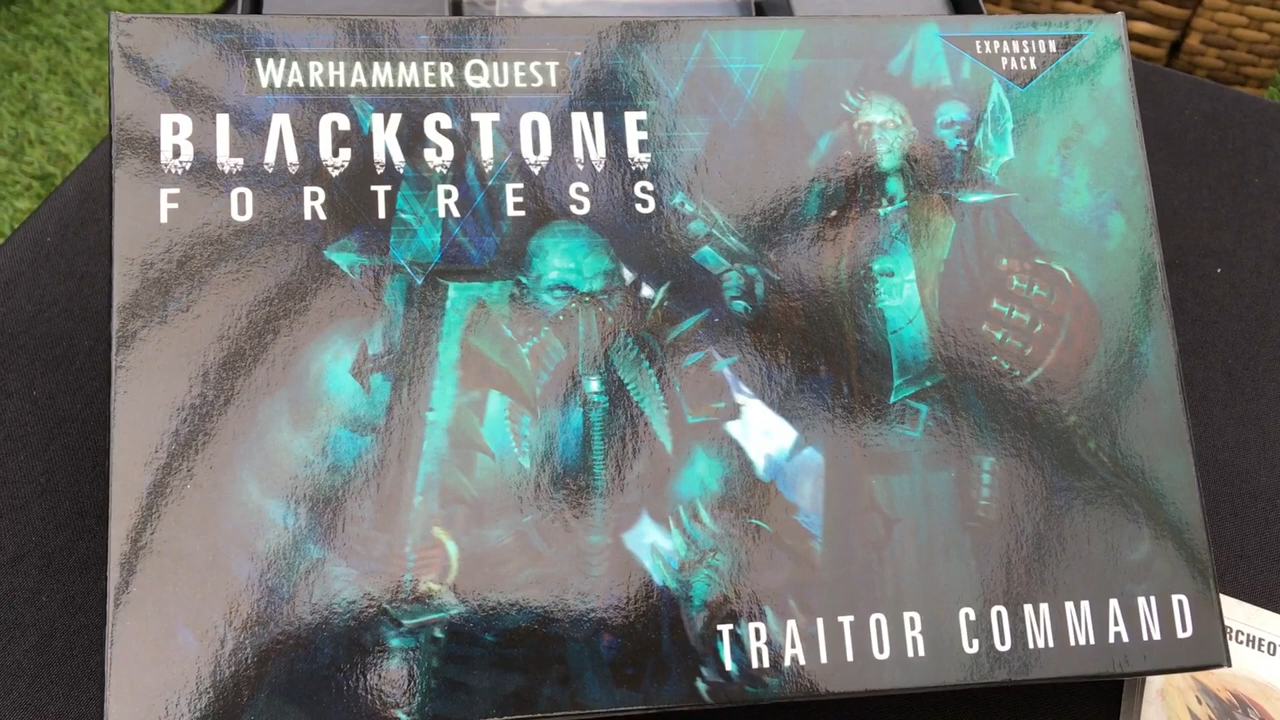 WARHAMMER QUEST
BLACKSTONE
FORTRESS
EXPANSION
PACK
TRAITOR COMMAND